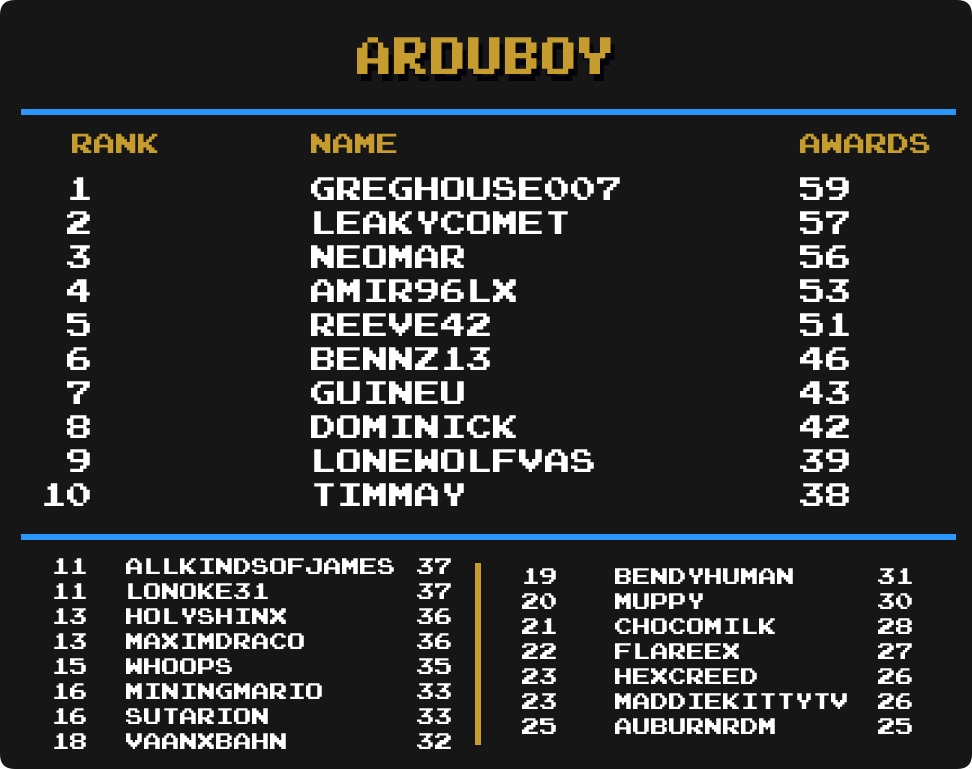 ARDUBOY
RANK NAME AWARDS
1 GREGHOUSE007 59
2 LEAKYCOMET 57
3 NEOMAR 56
4 AMIR96LX 53
5 REEVE42 51
6 BENNZ13 46
7 GUINEU 43
8 DOMINICK 42
9 LONEWOLFVAS 39
10 TIMMAY 38
11 ALLKINDSOFJAMES 37
11 LONOKE31 37
13 HOLYSHINX 36
13 MAXIMDRACO 36
15 WHOOPS 35
16 MININGMARIO 33
16 SUTARION 33
18 VAANXBAHN 32
19 BENDYHUMAN 31
20 MUPPY 30
21 CHOCOMILK 28
22 FLAREEX 27
23 HEXCREED 26
23 MADDIEKITTYTV 26
25 AUBURNRDM 25